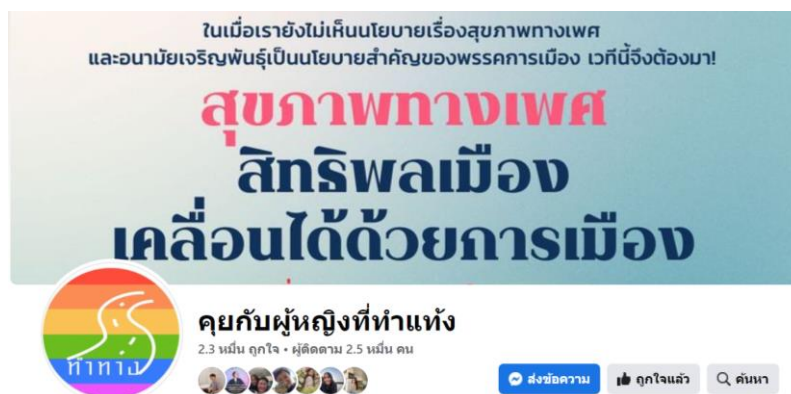 ในเมื่อเรายังไม่เห็นนโยบายเรื่องสุขภาพทางเพศ
และอนามัยเจริญพันธุ์เป็นนโยบายสำคัญของพรรคการเมือง เวทีนี้จึงต้องมา!
สุขภาพทางเพศ
สิทธิพลเมือง
เคลื่อนได้ด้วยการเมือง
ทำทาง
คุยกับผู้หญิงที่ทำแท้ง
2.3 หมื่น ถูกใจ • ผู้ติดตาม 2.5 หมื่น คน
ส่งข้อความ
ถูกใจแล้ว
ค้นหา